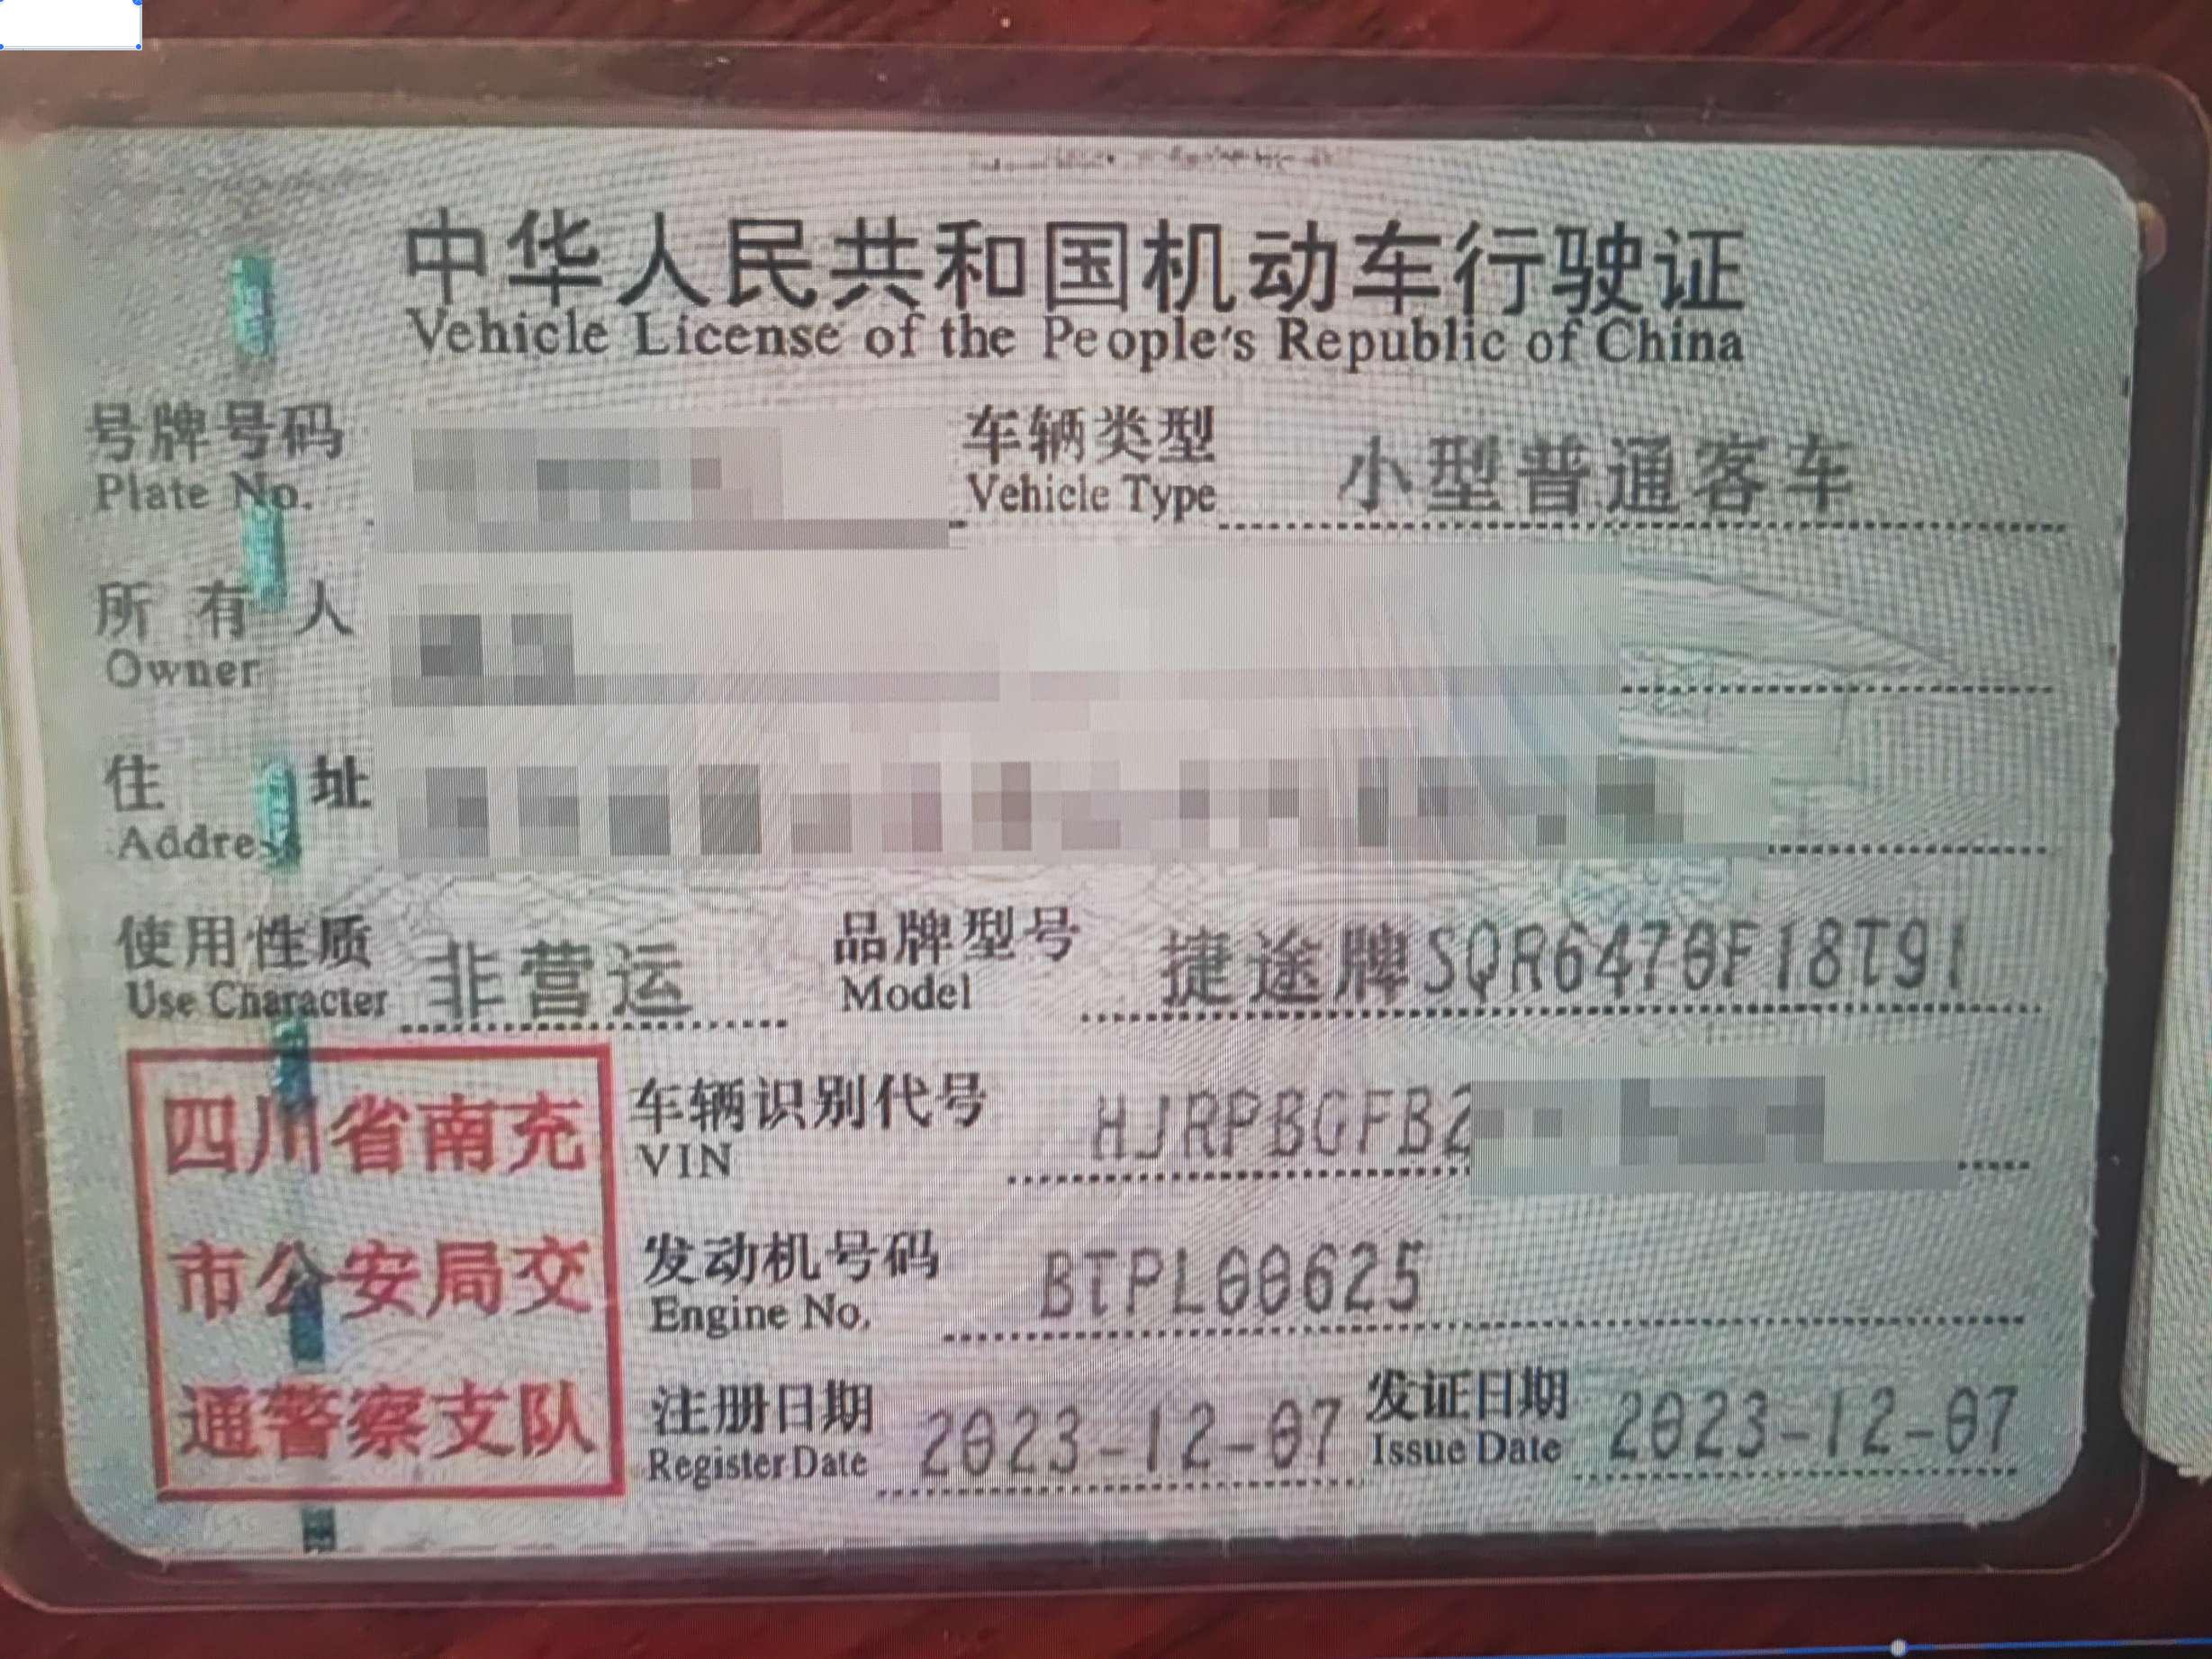 中华人民共和国机动车行驶证
Vehicle License of the People's Republic of China
号牌号码 车辆类型 小型普通客车
Plate No. Vehicle Type
所有人
Owner
住址
Addre
使用性质 非营运 品牌型号 捷途牌SQR6470F18T91
Use Character Model
四川省南充
市公安局交
通警察支队
车辆识别代号 HJRPBGFB2
VIN
发动机号码 BTPL00625
Engine No.
注册日期 2023-12-07 发证日期 2023-12-07
Register Date Issue Date